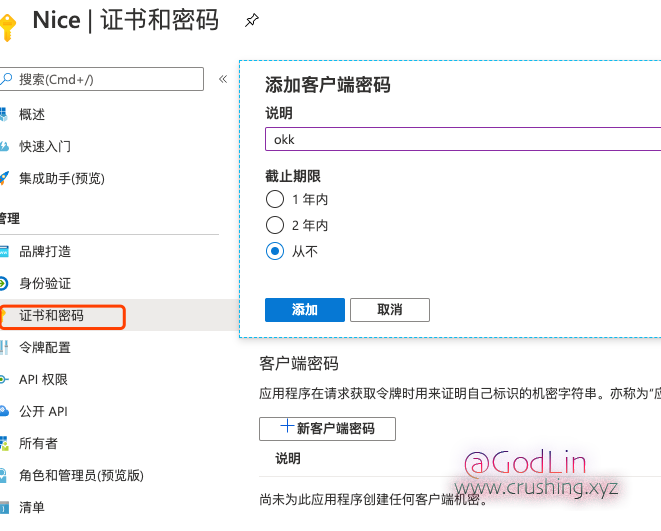 Nice | 证书和密码
搜索(Cmd+/)
«
概述
快速入门
集成助手(预览)
管理
品牌打造
身份验证
证书和密码
令牌配置
API 权限
公开 API
所有者
角色和管理员(预览版)
清单
添加客户端密码
说明
okk
截止期限
1 年内
2 年内
从不
添加
取消
客户端密码
应用程序在请求获取令牌时用来证明自己标识的机密字符串。亦称为“应
+新客户端密码
说明
尚未为此应用程序创建任何客户端机密。
@GodLin
www.crushing.xyz